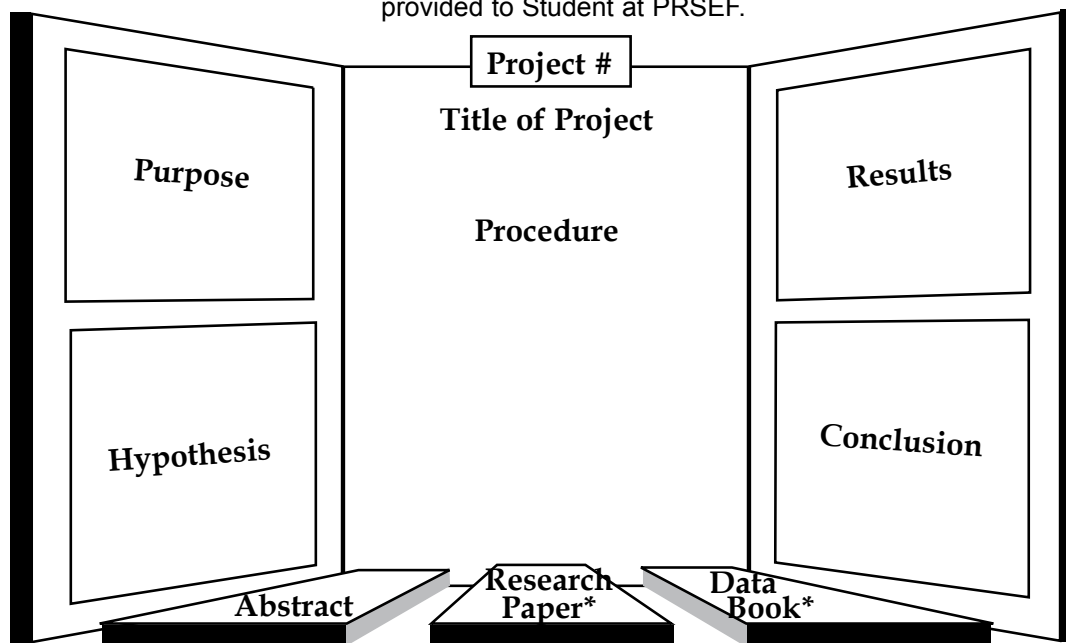 provided to Student at PRSEF.
Project #
Title of Project
Procedure
Purpose
Hypothesis
Results
Conclusion
Abstract
Research
Paper*
Data
Book*